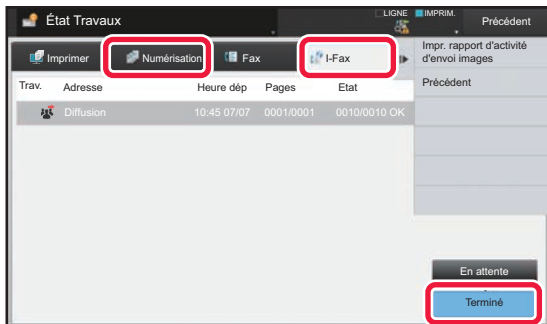 État Travaux
LIGNE
IMPRIM.
Précédent
Imprimer
Numérisation
Fax
I-Fax
Impr. rapport d'activité
d'envoi images
Précédent
Trav. Adresse Heure dép Pages Etat
Diffusion 10:45 07/07 0001/0001 0010/0010 OK
En attente
Terminé